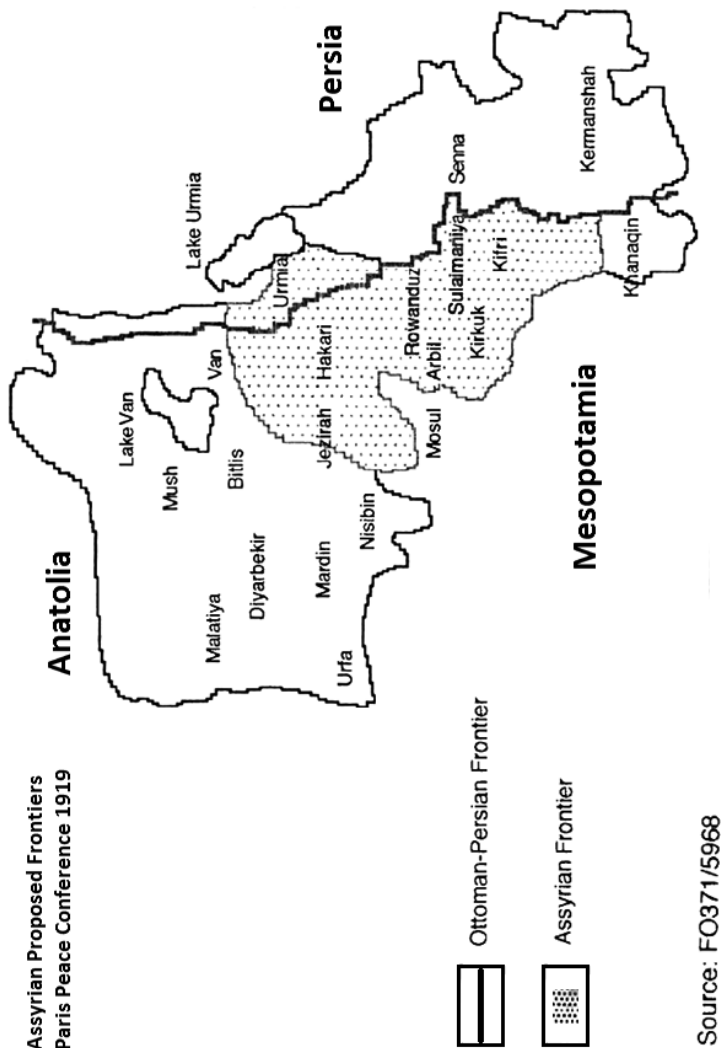 Assyrian Proposed Frontiers
Paris Peace Conference 1919
Anatolia
Persia
Mesopotamia
Lake Urmia
Lake Van
Mush
Van
Bitlis
Malatiya
Diyarbekir
Urmia
Hakari
Jezirah
Mardin
Urfa
Nisibin
Rowanduz
Arbil
Mosul
Senna
Sulaimaniya
Kirkuk
Kifri
Kermanshah
Khanaqin
Ottoman-Persian Frontier
Assyrian Frontier
Source: FO371/5968